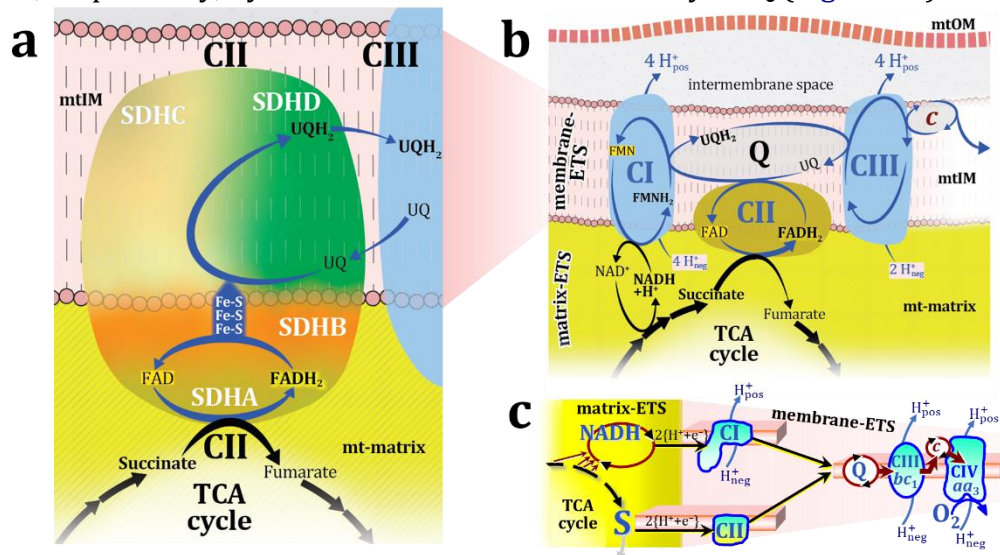 a
CII
CIII
mtIM
SDHC
SDHD
UQH₂
UQH₂
UQ
UQ
Fe-S
Fe-S
Fe-S
SDHB
FAD
FADH₂
SDHA
CII
mt-matrix
Succinate
Fumarate
TCA
cycle
b
mtOM
4 H⁺pos
4 H⁺pos
intermembrane space
membrane-
ETS
UQH₂
c
FMN
Q
CI
UQ
CIII
mtIM
FMNH₂
CII
FAD
FADH₂
matrix-ETS
NAD⁺
NADH
+H⁺
4 H⁺neg
2 H⁺neg
Succinate
Fumarate
mt-matrix
TCA
cycle
c
matrix-ETS
membrane-ETS
H⁺pos
H⁺pos
H⁺pos
NADH
2{H⁺+e⁻}
CI
H⁺neg
Q
CIII
bc₁
c
CIV
aa₃
TCA
cycle
S
2{H⁺+e⁻}
CII
O₂
H⁺neg
H⁺neg